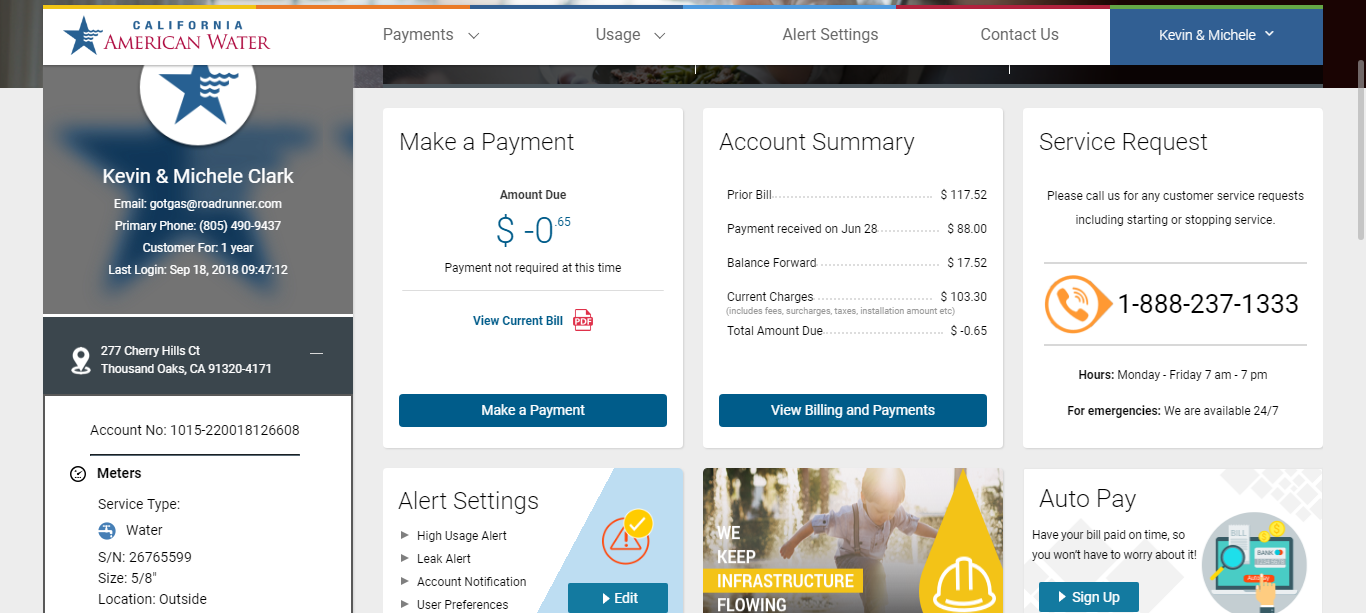 CALIFORNIA
AMERICAN WATER
Payments
Usage
Alert Settings
Contact Us
Kevin & Michele
Kevin & Michele Clark
Email: gotgas@roadrunner.com
Primary Phone: (805) 490-9437
Customer For: 1 year
Last Login: Sep 18, 2018 09:47:12
277 Cherry Hills Ct
Thousand Oaks, CA 91320-4171
Account No: 1015-220018126608
Meters
Service Type:
Water
S/N: 26765599
Size: 5/8"
Location: Outside
Make a Payment
Amount Due
$ -0.65
Payment not required at this time
View Current Bill PDF
Make a Payment
Account Summary
Prior Bill $ 117.52
Payment received on Jun 28 $ 88.00
Balance Forward $ 17.52
Current Charges $ 103.30
(includes fees, surcharges, taxes, installation amount etc)
Total Amount Due $ -0.65
View Billing and Payments
Service Request
Please call us for any customer service requests
including starting or stopping service.
1-888-237-1333
Hours: Monday - Friday 7 am - 7 pm
For emergencies: We are available 24/7
Alert Settings
High Usage Alert
Leak Alert
Account Notification
User Preferences
Edit
WE
KEEP
INFRASTRUCTURE
FLOWING
Auto Pay
Have your bill paid on time, so
you won't have to worry about it!
Sign Up
BILL
BANK